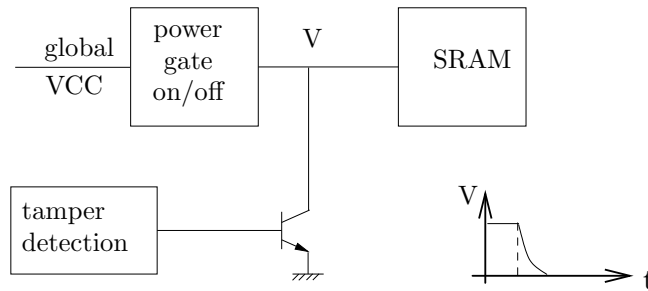 global
VCC
power
gate
on/off
V
SRAM
tamper
detection
V
t